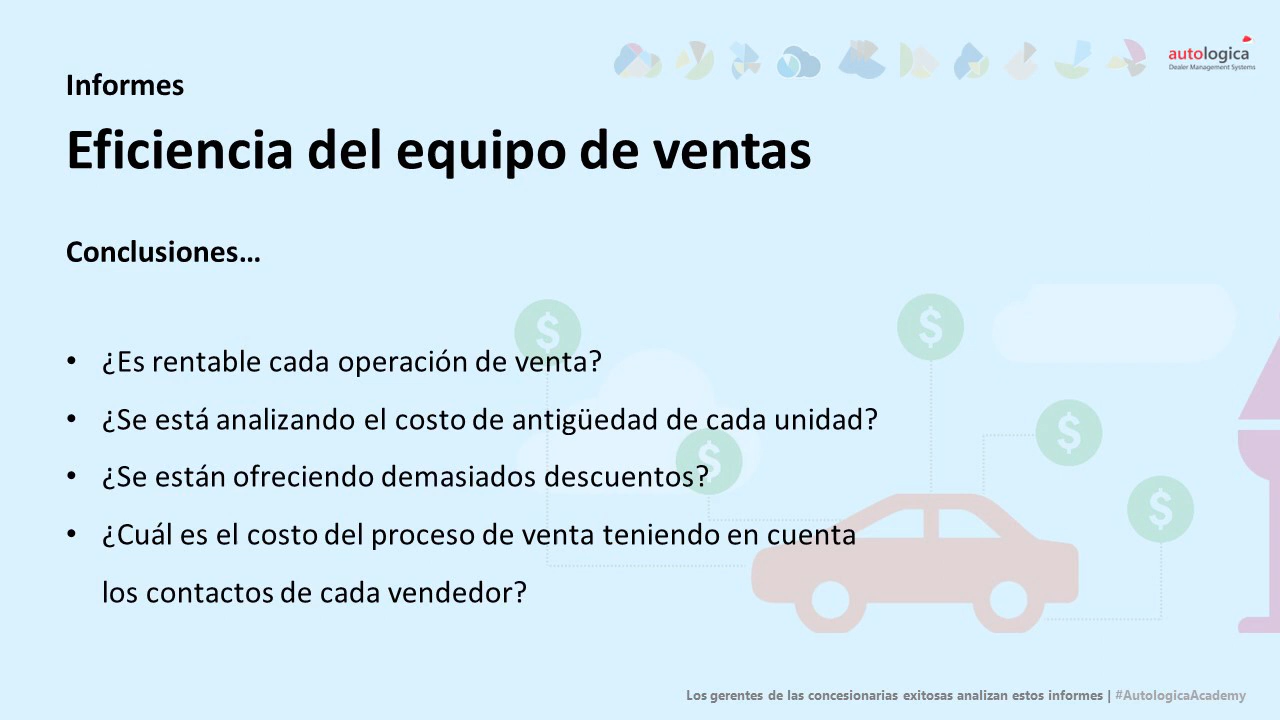 autologica
Dealer Management Systems
Informes
Eficiencia del equipo de ventas
Conclusiones...
• ¿Es rentable cada operación de venta?
• ¿Se está analizando el costo de antigüedad de cada unidad?
• ¿Se están ofreciendo demasiados descuentos?
• ¿Cuál es el costo del proceso de venta teniendo en cuenta
los contactos de cada vendedor?
$
$
$
$
$
Los gerentes de las concesionarias exitosas analizan estos informes | #AutologicaAcademy